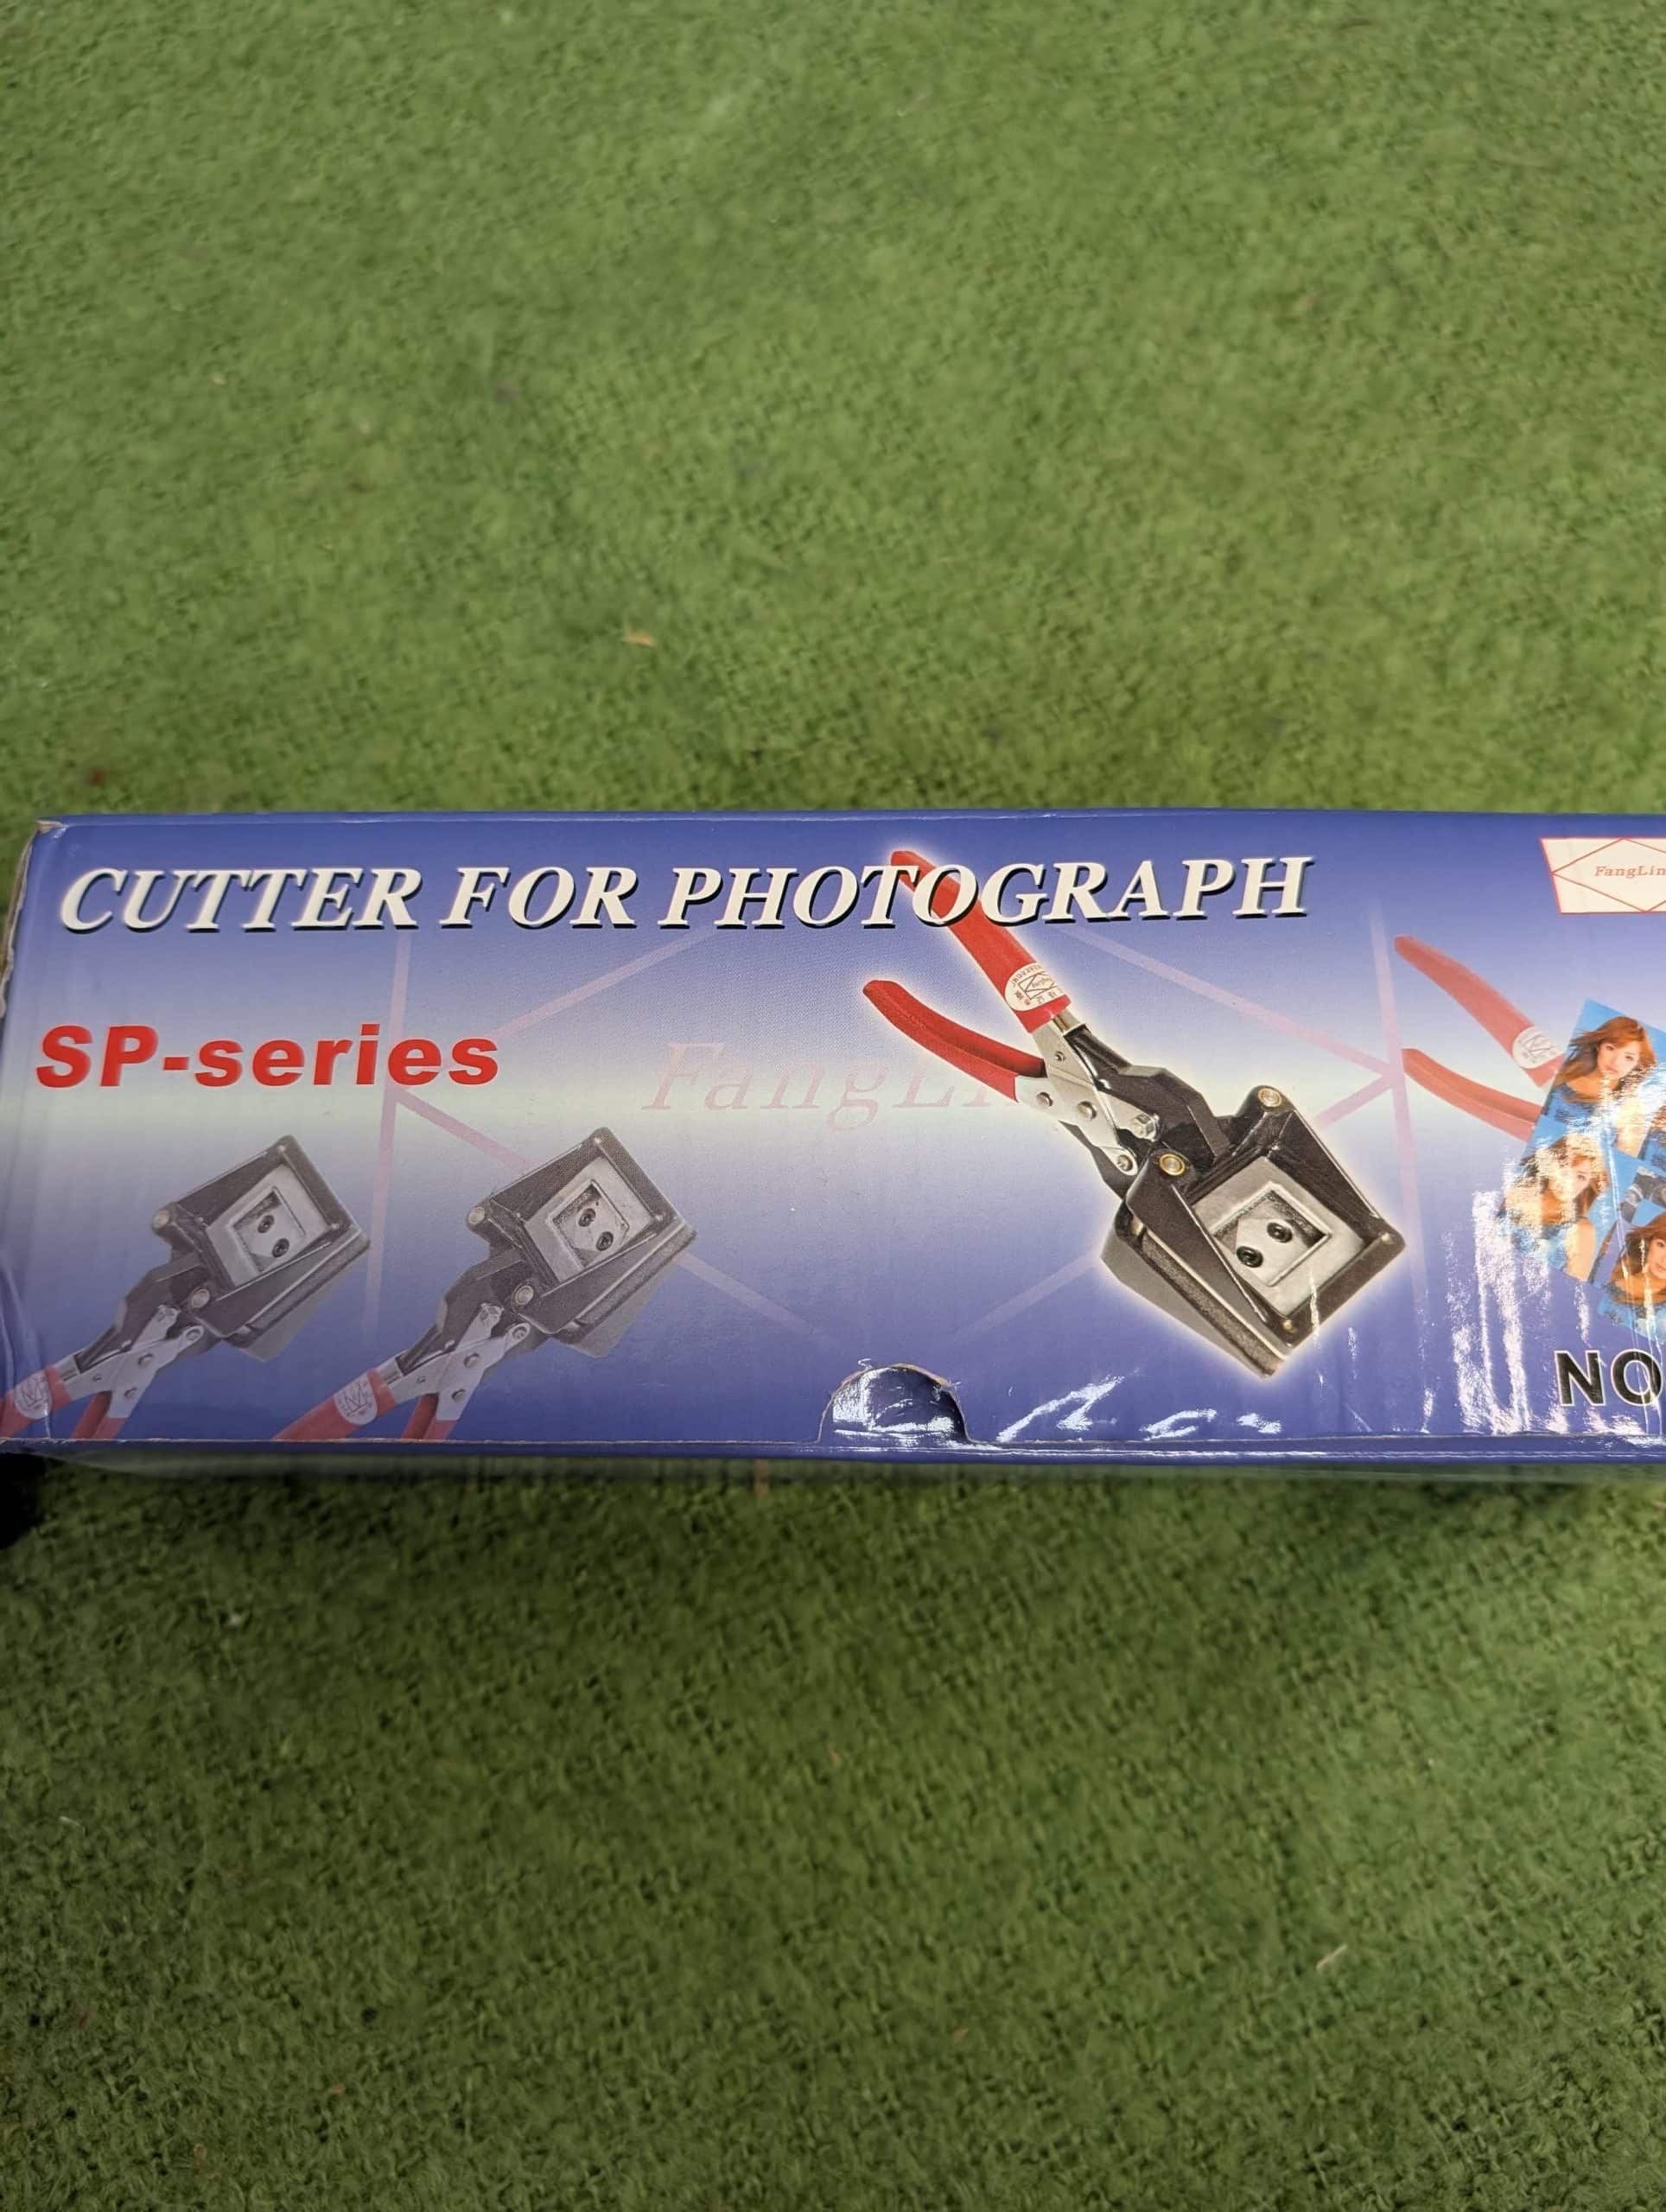 CUTTER FOR PHOTOGRAPH
FangLin
SP-series
FangLi
NO